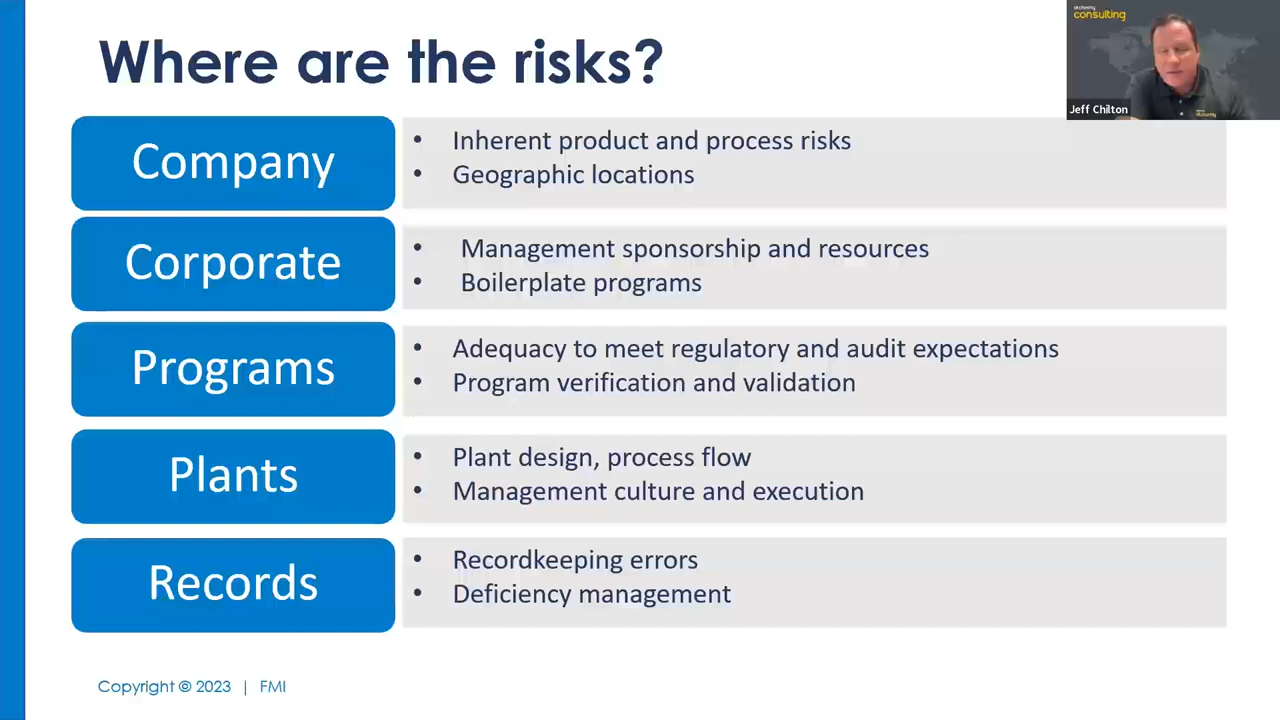 Where are the risks?
alchemy
consulting
Jeff Chilton
Company
• Inherent product and process risks
• Geographic locations
Corporate
• Management sponsorship and resources
• Boilerplate programs
Programs
• Adequacy to meet regulatory and audit expectations
• Program verification and validation
Plants
• Plant design, process flow
• Management culture and execution
Records
• Recordkeeping errors
• Deficiency management
Copyright © 2023 | FMI